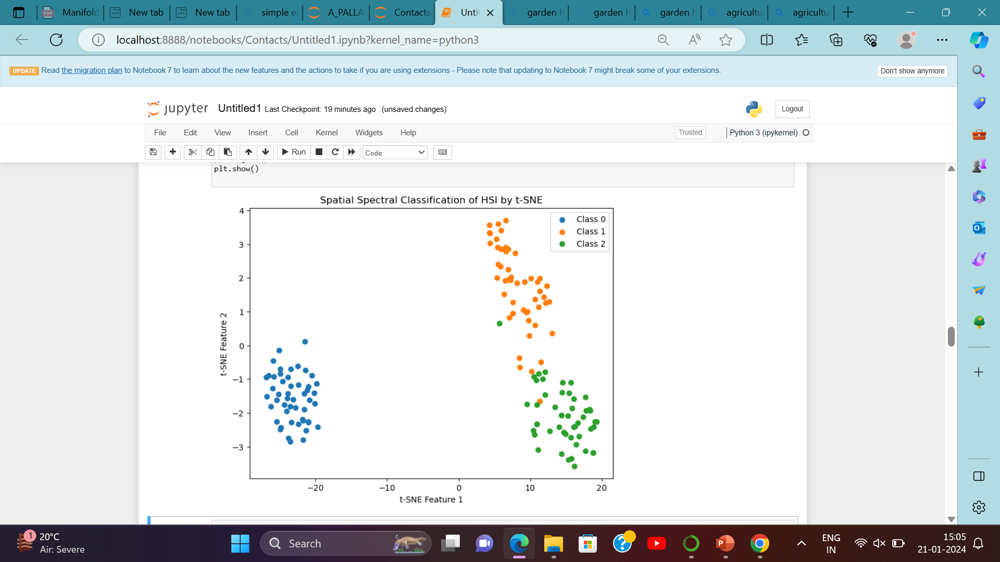 Manifold
New tab
New tab
simple e
A_PALLA
Contacts
Unti
garden h
garden h
garden h
agricultu
agricultu
localhost:8888/notebooks/Contacts/Untitled1.ipynb?kernel_name=python3
UPDATE Read the migration plan to Notebook 7 to learn about the new features and the actions to take if you are using extensions - Please note that updating to Notebook 7 might break some of your extensions.
Don't show anymore
jupyter Untitled1 Last Checkpoint: 19 minutes ago (unsaved changes)
Logout
File Edit View Insert Cell Kernel Widgets Help
Trusted
Python 3 (ipykernel)
Run
Code
plt.show()
Spatial Spectral Classification of HSI by t-SNE
Class 0
Class 1
Class 2
4
3
2
1
0
−1
−2
−3
t-SNE Feature 2
−20 −10 0 10 20
t-SNE Feature 1
1
20°C
Air: Severe
Search
ENG
IN
15:05
21-01-2024